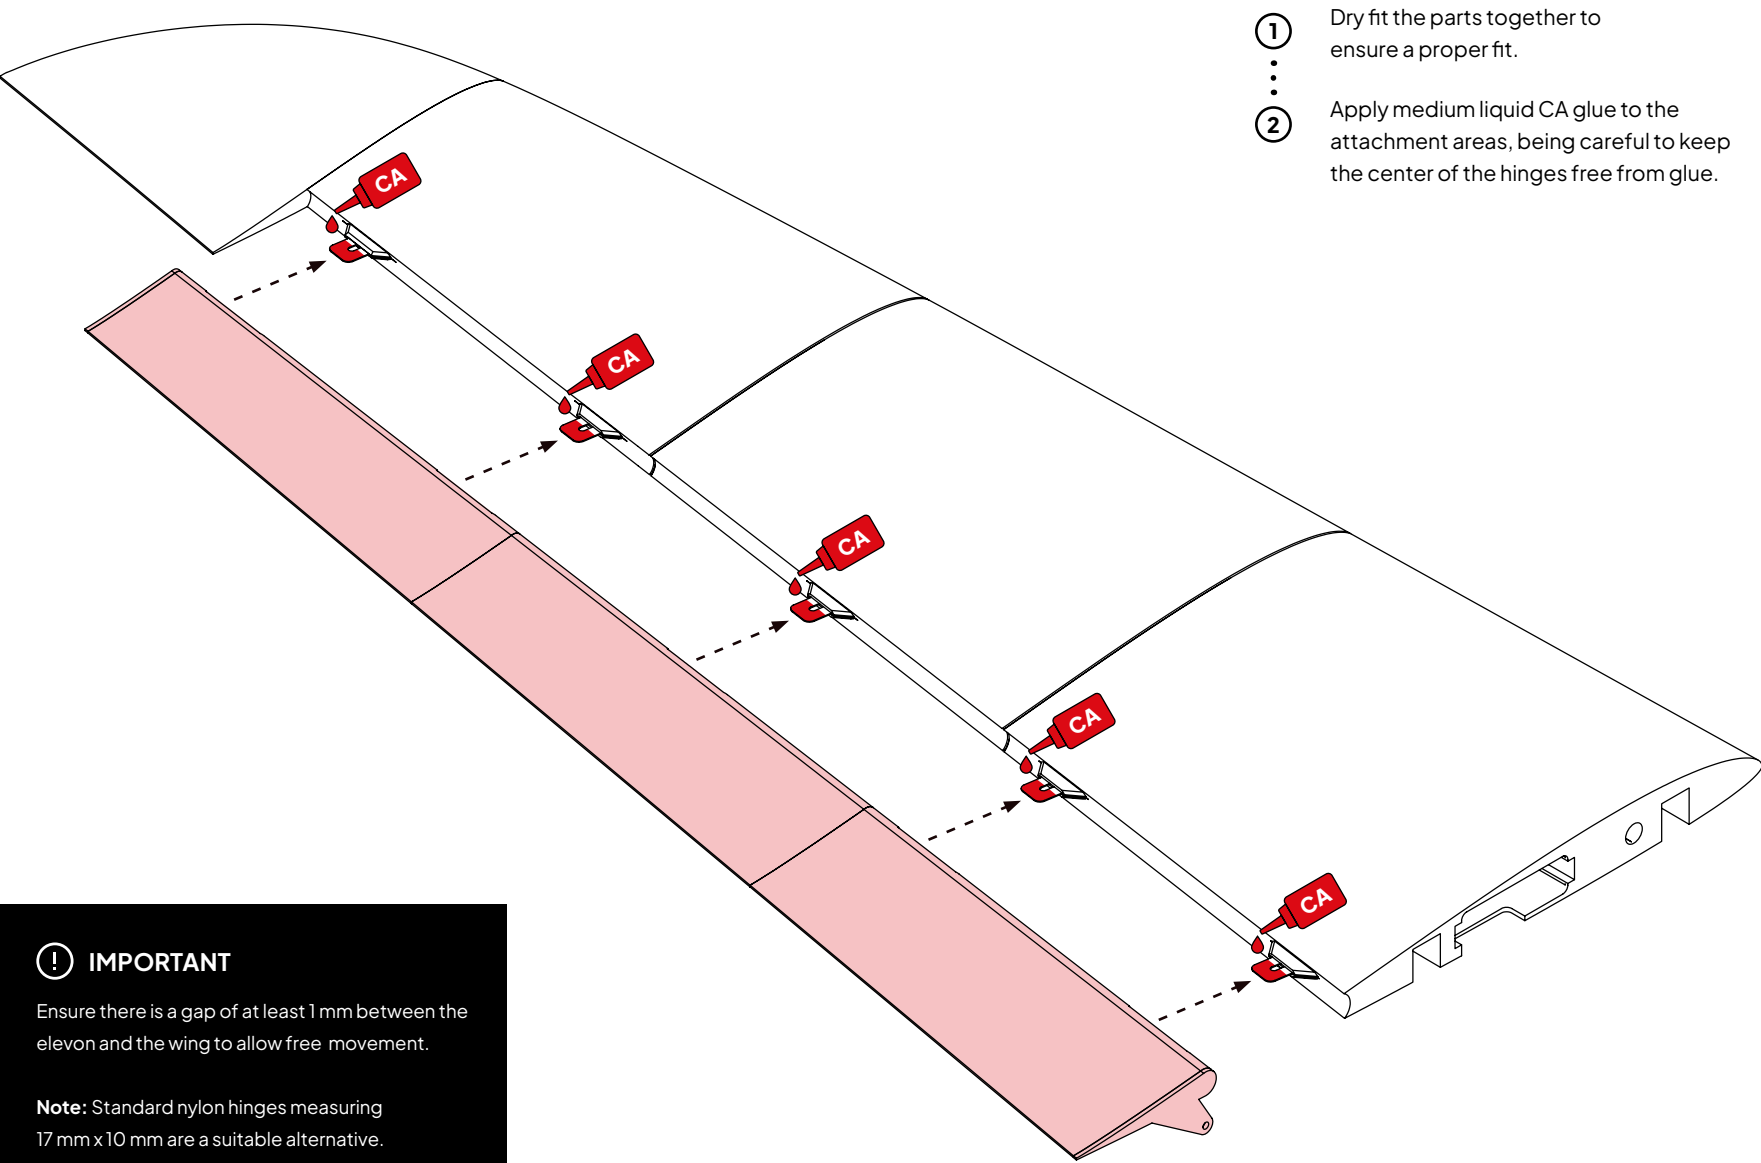 1
Dry fit the parts together to
ensure a proper fit.
2
Apply medium liquid CA glue to the
attachment areas, being careful to keep
the center of the hinges free from glue.
CA
CA
CA
CA
CA
! IMPORTANT
Ensure there is a gap of at least 1 mm between the
elevon and the wing to allow free movement.
Note: Standard nylon hinges measuring
17 mm x 10 mm are a suitable alternative.